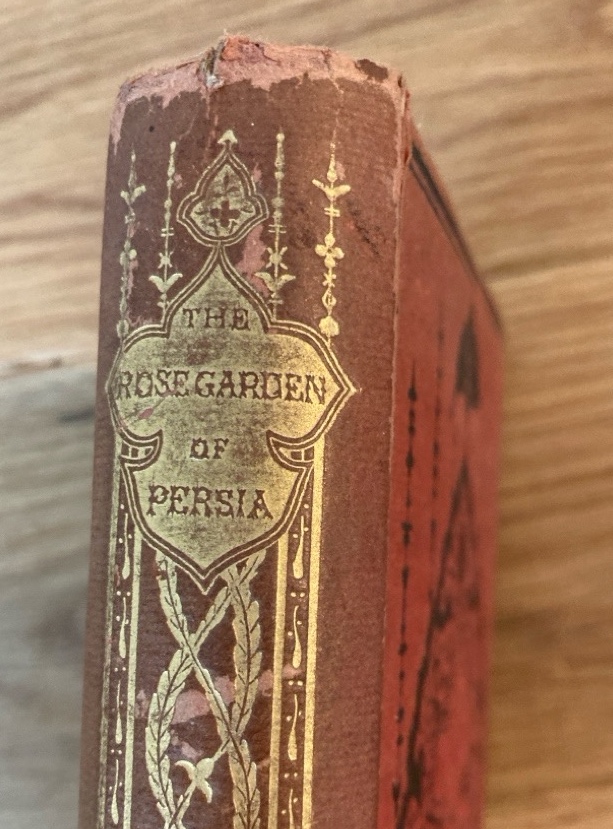 THE
ROSE GARDEN
OF
PERSIA